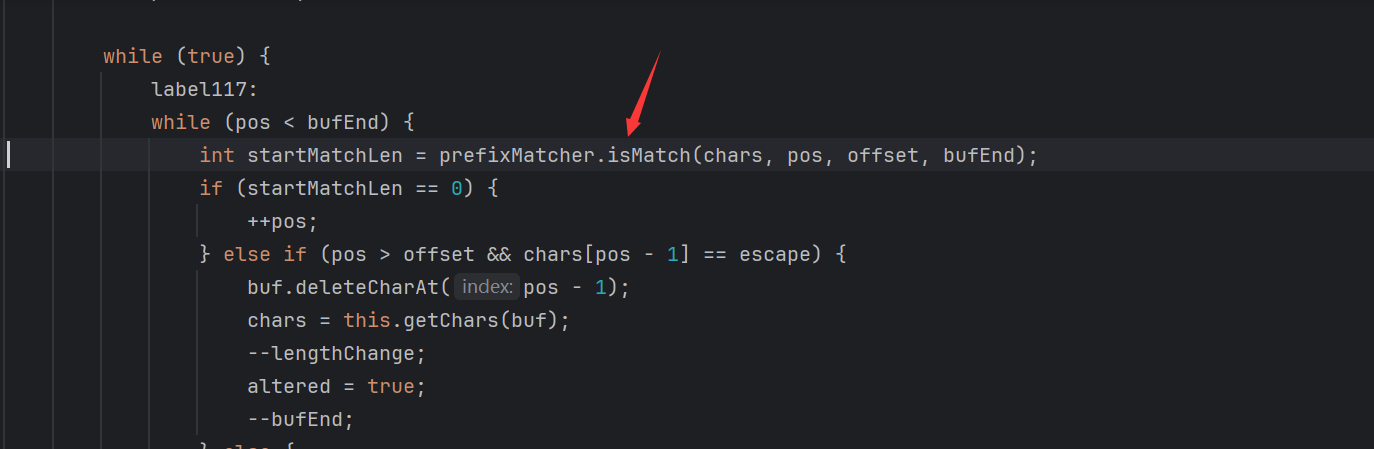 while (true) {
label117:
while (pos < bufEnd) {
int startMatchLen = prefixMatcher.isMatch(chars, pos, offset, bufEnd);
if (startMatchLen == 0) {
++pos;
} else if (pos > offset && chars[pos - 1] == escape) {
buf.deleteCharAt( index: pos - 1);
chars = this.getChars(buf);
--lengthChange;
altered = true;
--bufEnd;
} else {